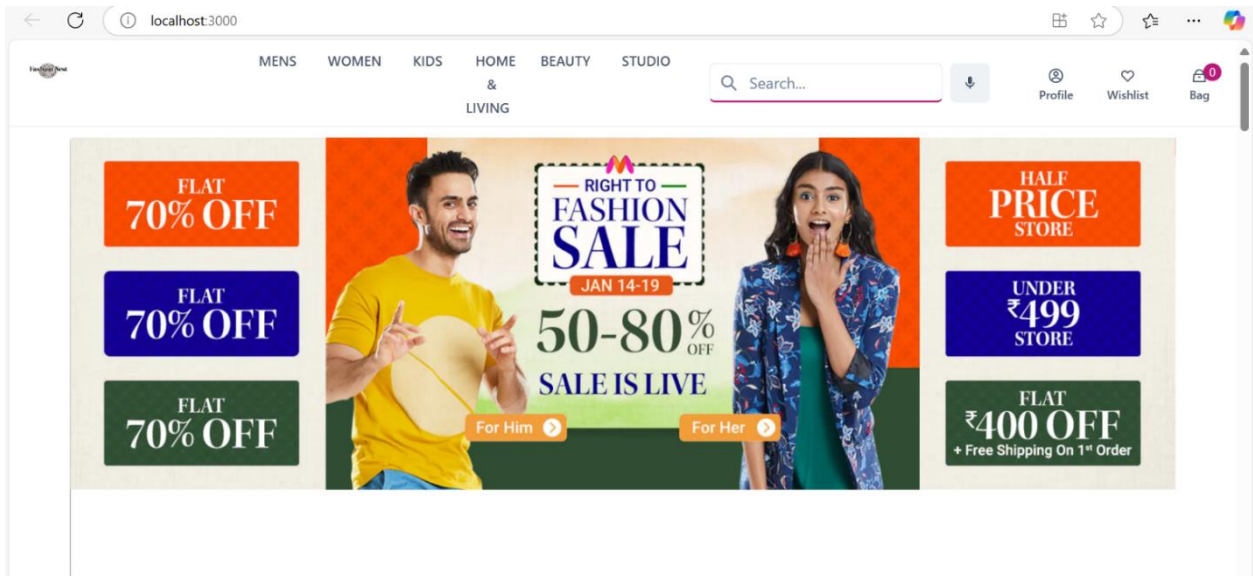 localhost:3000
Fashion Nest
MENS WOMEN KIDS HOME & LIVING BEAUTY STUDIO
Search...
Profile Wishlist 0 Bag
FLAT
70% OFF
FLAT
70% OFF
FLAT
70% OFF
RIGHT TO
FASHION
SALE
JAN 14-19
50-80% OFF
SALE IS LIVE
For Him
For Her
HALF
PRICE
STORE
UNDER
₹499
STORE
FLAT
₹400 OFF
+ Free Shipping On 1st Order